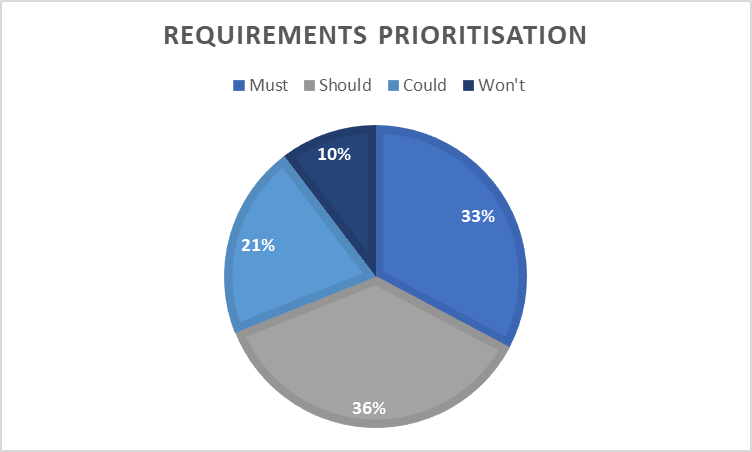 REQUIREMENTS PRIORITISATION
Must Should Could Won't
10%
33%
21%
36%